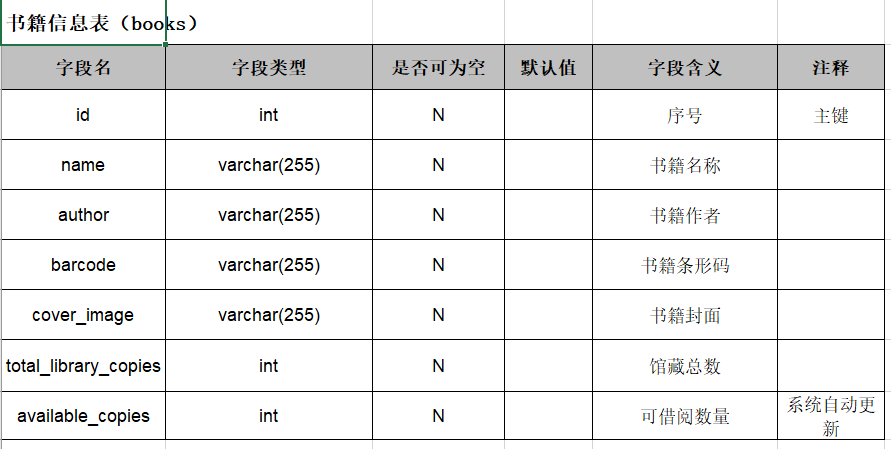 书籍信息表（books）
字段名 字段类型 是否可为空 默认值 字段含义 注释
id int N 序号 主键
name varchar(255) N 书籍名称
author varchar(255) N 书籍作者
barcode varchar(255) N 书籍条形码
cover_image varchar(255) N 书籍封面
total_library_copies int N 馆藏总数
available_copies int N 可借阅数量 系统自动更
新